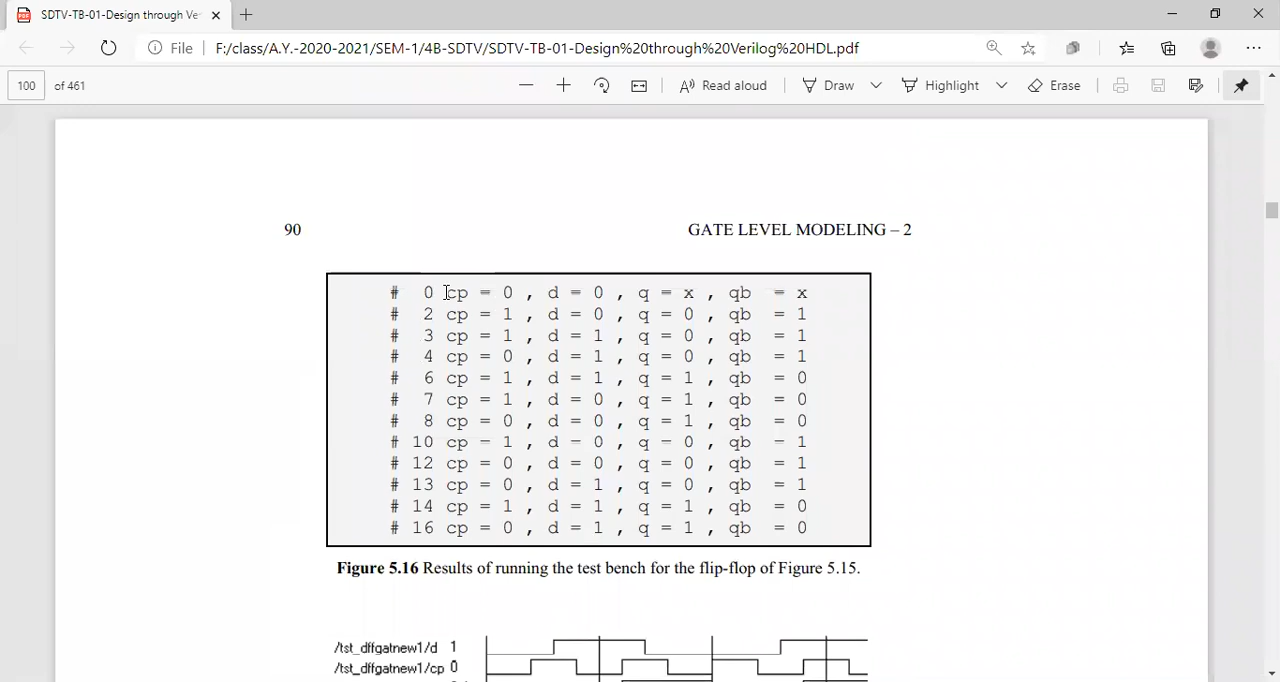 SDTV-TB-01-Design through Ve
File F:/class/A.Y.-2020-2021/SEM-1/4B-SDTV/SDTV-TB-01-Design%20through%20Verilog%20HDL.pdf
100 of 461 Read aloud Draw Highlight Erase
90 GATE LEVEL MODELING – 2
# 0 cp = 0 , d = 0 , q = x , qb = x
# 2 cp = 1 , d = 0 , q = 0 , qb = 1
# 3 cp = 1 , d = 1 , q = 0 , qb = 1
# 4 cp = 0 , d = 1 , q = 0 , qb = 1
# 6 cp = 1 , d = 1 , q = 1 , qb = 0
# 7 cp = 1 , d = 0 , q = 1 , qb = 0
# 8 cp = 0 , d = 0 , q = 1 , qb = 0
# 10 cp = 1 , d = 0 , q = 0 , qb = 1
# 12 cp = 0 , d = 0 , q = 0 , qb = 1
# 13 cp = 0 , d = 1 , q = 0 , qb = 1
# 14 cp = 1 , d = 1 , q = 1 , qb = 0
# 16 cp = 0 , d = 1 , q = 1 , qb = 0
Figure 5.16 Results of running the test bench for the flip-flop of Figure 5.15.
/tst_dffgatnew1/d 1
/tst_dffgatnew1/cp 0